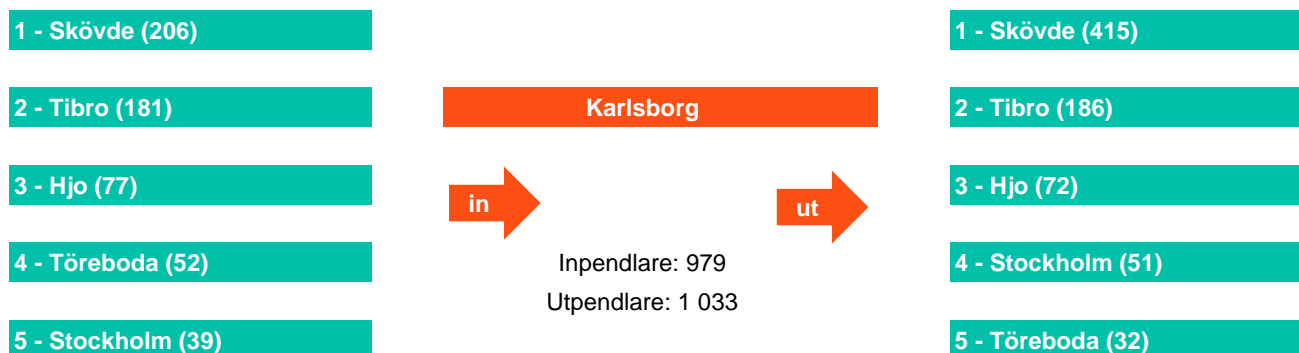 1 - Skövde (206)
2 - Tibro (181)
3 - Hjo (77)
4 - Töreboda (52)
5 - Stockholm (39)
Karlsborg
in
ut
Inpendlare: 979
Utpendlare: 1 033
1 - Skövde (415)
2 - Tibro (186)
3 - Hjo (72)
4 - Stockholm (51)
5 - Töreboda (32)